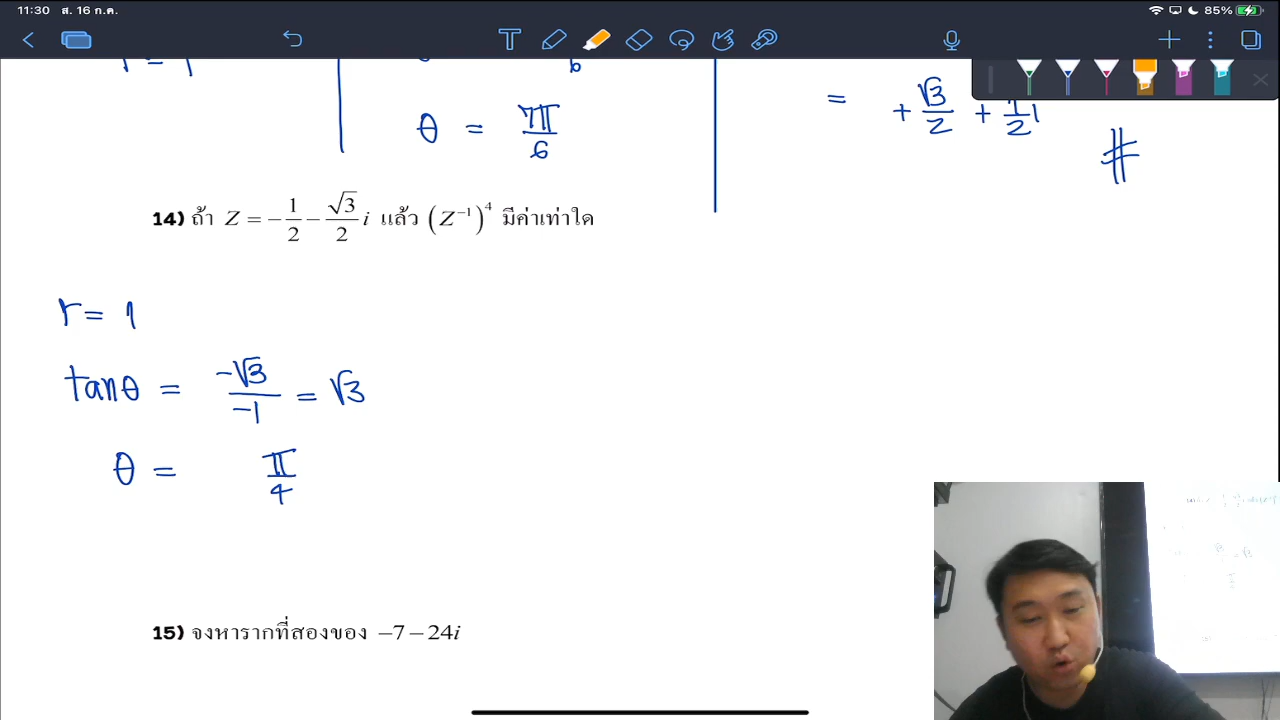 11:30 ส. 16 ก.ค. 85%
θ = 7π/6
= +√3/2 + 1/2 i
#
14) ถ้า Z = −1/2 − √3/2 i แล้ว (Z⁻¹)⁴ มีค่าเท่าใด
r = 1
tanθ = −√3/−1 = √3
θ = π/4
15) จงหารากที่สองของ −7 − 24i